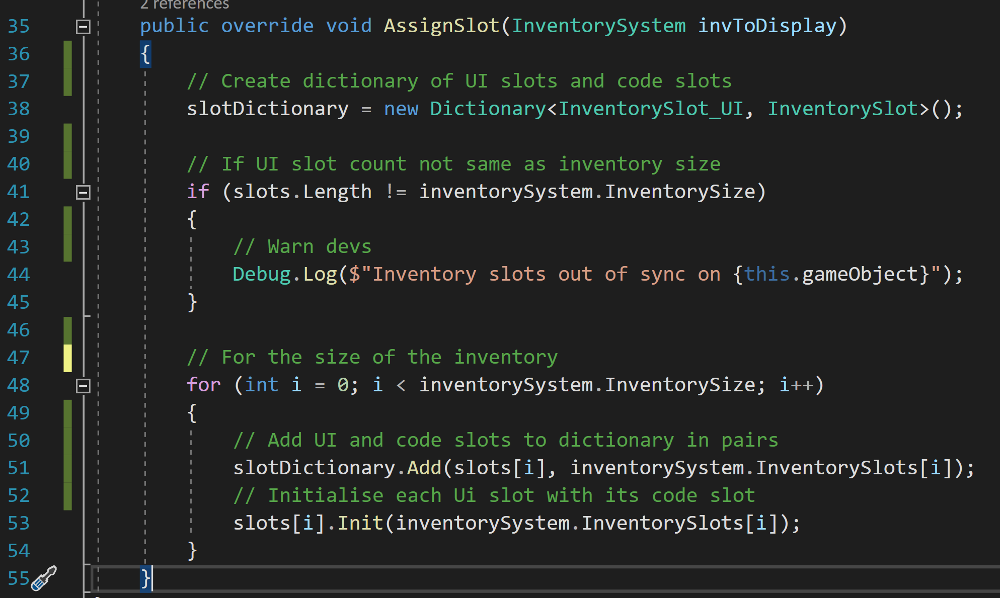 2 references
35 public override void AssignSlot(InventorySystem invToDisplay)
36 {
37 // Create dictionary of UI slots and code slots
38 slotDictionary = new Dictionary<InventorySlot_UI, InventorySlot>();
39
40 // If UI slot count not same as inventory size
41 if (slots.Length != inventorySystem.InventorySize)
42 {
43 // Warn devs
44 Debug.Log($"Inventory slots out of sync on {this.gameObject}");
45 }
46
47 // For the size of the inventory
48 for (int i = 0; i < inventorySystem.InventorySize; i++)
49 {
50 // Add UI and code slots to dictionary in pairs
51 slotDictionary.Add(slots[i], inventorySystem.InventorySlots[i]);
52 // Initialise each Ui slot with its code slot
53 slots[i].Init(inventorySystem.InventorySlots[i]);
54 }
55 }